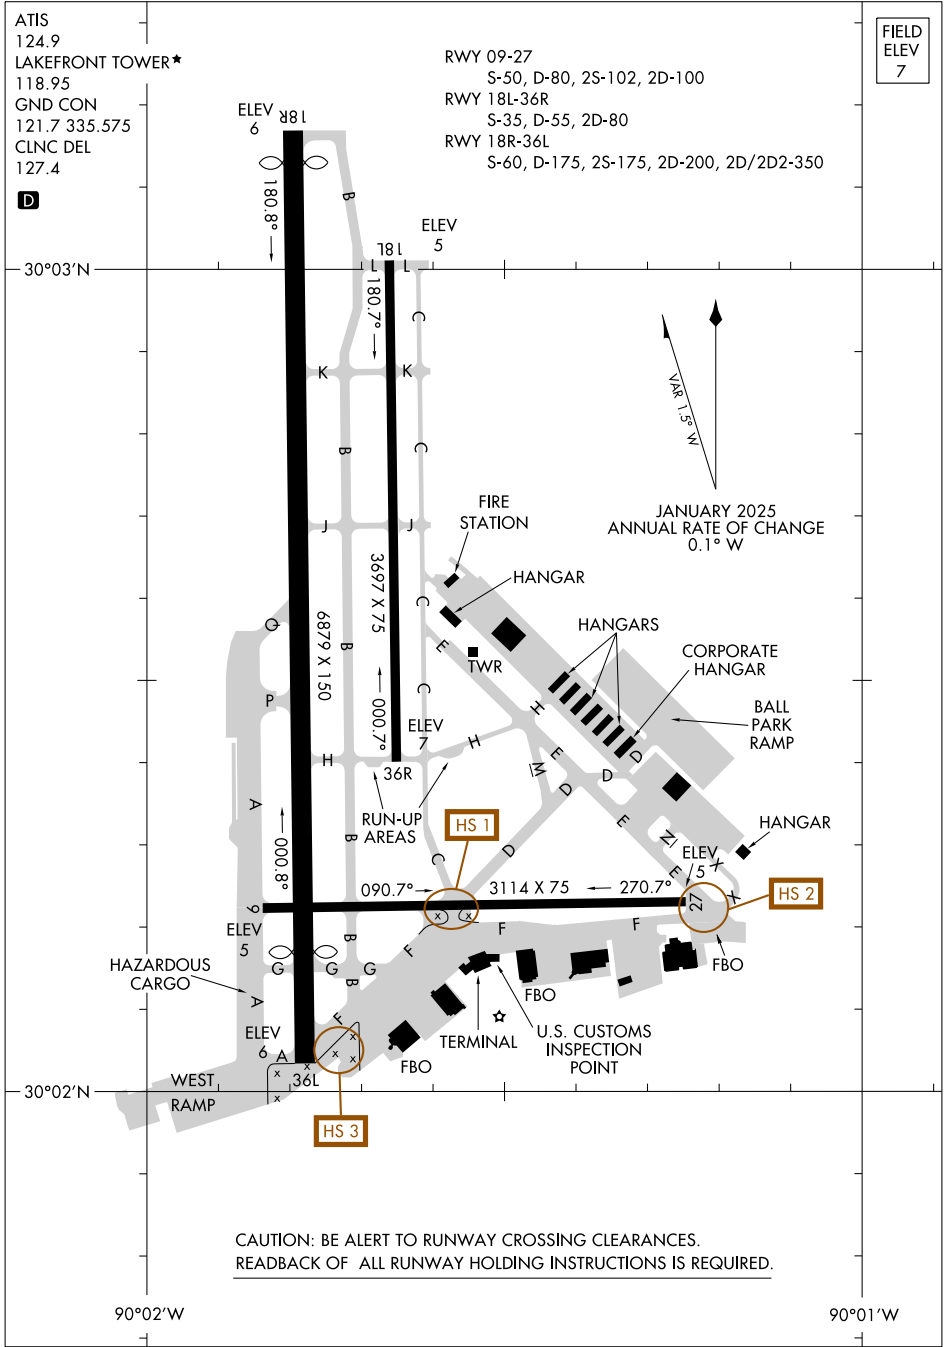 ATIS
124.9
LAKEFRONT TOWER★
118.95
GND CON
121.7 335.575
CLNC DEL
127.4
D
RWY 09-27
S-50, D-80, 2S-102, 2D-100
RWY 18L-36R
S-35, D-55, 2D-80
RWY 18R-36L
S-60, D-175, 2S-175, 2D-200, 2D/2D2-350
FIELD
ELEV
7
ELEV
6
18R
180.8°
B
ELEV
5
18L
L
L
30°03'N
180.7°
C
K
K
B
C
VAR 1.5° W
JANUARY 2025
ANNUAL RATE OF CHANGE
0.1° W
J
J
FIRE
STATION
HANGAR
3697 X 75
C
6879 X 150
B
E
TWR
HANGARS
CORPORATE
HANGAR
BALL
PARK
RAMP
Q
P
C
000.7°
ELEV
7
H
H
H
36R
M
E
D
D
D
RUN-UP
AREAS
A
000.8°
B
C
HS 1
D
E
N
E
X
HANGAR
ELEV
5
X
HS 2
27
090.7°
3114 X 75
270.7°
9
ELEV
5
x
x
F
F
F
B
G
G
G
B
HAZARDOUS
CARGO
A
FBO
FBO
TERMINAL
U.S. CUSTOMS
INSPECTION
POINT
ELEV
6
A
F
x
x
x
FBO
WEST
RAMP
x
x
x
36L
30°02'N
HS 3
CAUTION: BE ALERT TO RUNWAY CROSSING CLEARANCES.
READBACK OF ALL RUNWAY HOLDING INSTRUCTIONS IS REQUIRED.
90°02'W
90°01'W